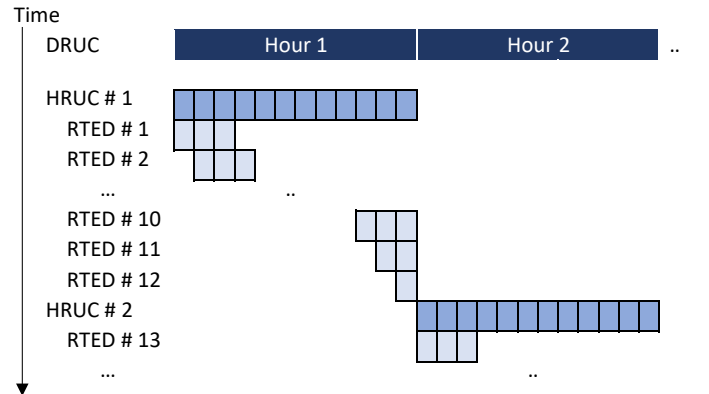 Time
DRUC Hour 1 Hour 2 ..
HRUC # 1
RTED # 1
RTED # 2
... ..
RTED # 10
RTED # 11
RTED # 12
HRUC # 2
RTED # 13
... ..